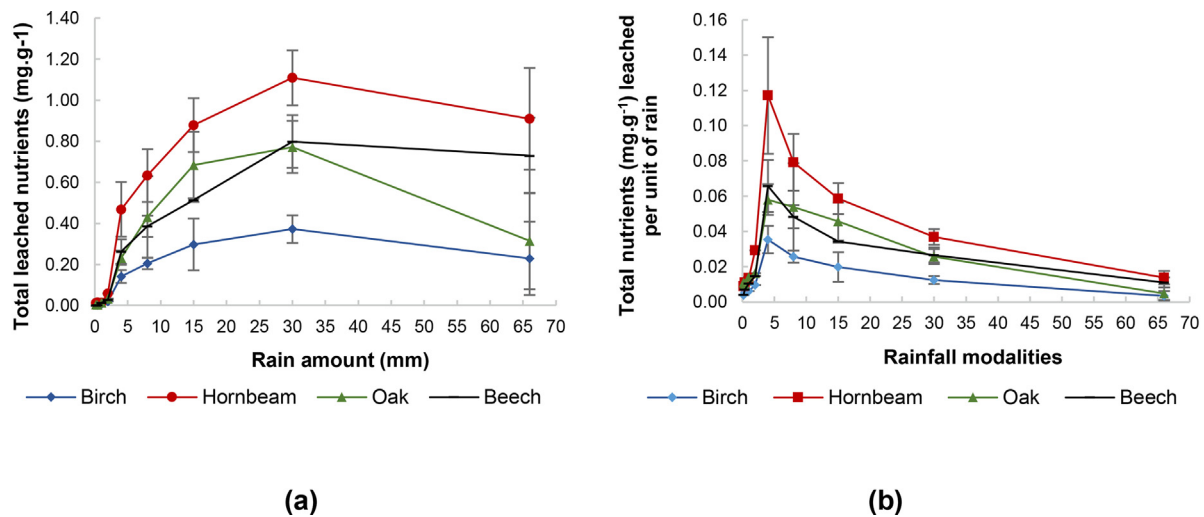 Total leached nutrients (mg.g-1)
1.40
1.20
1.00
0.80
0.60
0.40
0.20
0.00
0 5 10 15 20 25 30 35 40 45 50 55 60 65 70
Rain amount (mm)
Birch Hornbeam Oak Beech
(a)
Total nutrients (mg.g⁻¹) leached
per unit of rain
0.16
0.14
0.12
0.10
0.08
0.06
0.04
0.02
0.00
0 5 10 15 20 25 30 35 40 45 50 55 60 65 70
Rainfall modalities
Birch Hornbeam Oak Beech
(b)